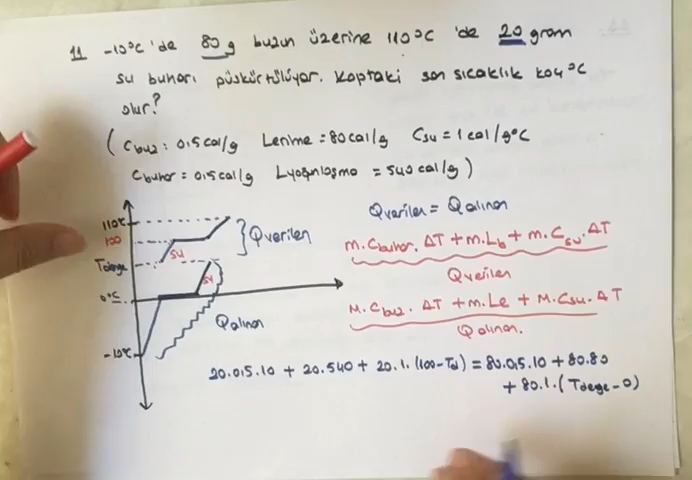 11 -10°C 'de 80 g buzun üzerine 110°C 'de 20 gram
su buharı püskürtülüyor. Kaptaki son sıcaklık kaç °C
olur?
( Cbuz : 0,5 cal/g Lerime = 80 cal/g Csu = 1 cal/g°C
Cbuhar = 0,5 cal/g Lyoğunlaşma = 540 cal/g )
110°C
100
Tdenge
0°C
-10°C
su
su
Qverilen
Qalınan
Qverilen = Qalınan
m.Cbuhar.ΔT + m.Lb + m.Csu.ΔT
Qverilen
m.Cbuz.ΔT + m.Le + m.Csu.ΔT
Qalınan.
20.0,5.10 + 20.540 + 20.1.(100-Td) = 80.0,5.10 + 80.80
+ 80.1.(Tdenge-0)